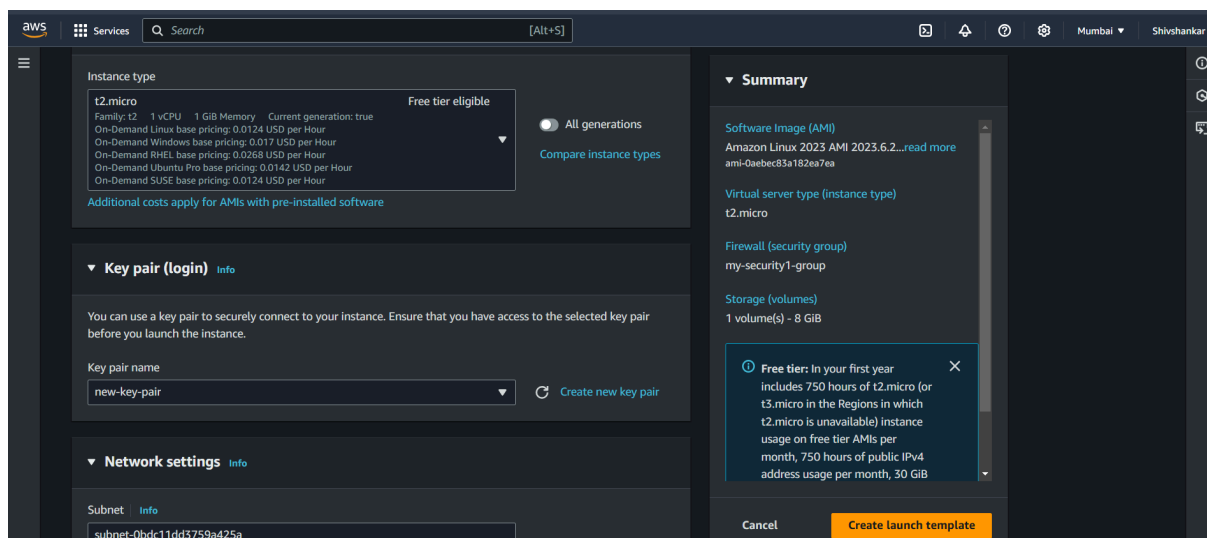 aws
Services
Search
[Alt+S]
Mumbai
Shivshankar
Instance type
t2.micro
Free tier eligible
Family: t2 1 vCPU 1 GiB Memory Current generation: true
On-Demand Linux base pricing: 0.0124 USD per Hour
On-Demand Windows base pricing: 0.017 USD per Hour
On-Demand RHEL base pricing: 0.0268 USD per Hour
On-Demand Ubuntu Pro base pricing: 0.0142 USD per Hour
On-Demand SUSE base pricing: 0.0124 USD per Hour
All generations
Compare instance types
Additional costs apply for AMIs with pre-installed software
Key pair (login) Info
You can use a key pair to securely connect to your instance. Ensure that you have access to the selected key pair
before you launch the instance.
Key pair name
new-key-pair
Create new key pair
Network settings Info
Subnet Info
subnet-0bdc11dd3759a425a
Summary
Software Image (AMI)
Amazon Linux 2023 AMI 2023.6.2...read more
ami-0aebec83a182ea7ea
Virtual server type (instance type)
t2.micro
Firewall (security group)
my-security1-group
Storage (volumes)
1 volume(s) - 8 GiB
Free tier: In your first year
includes 750 hours of t2.micro (or
t3.micro in the Regions in which
t2.micro is unavailable) instance
usage on free tier AMIs per
month, 750 hours of public IPv4
address usage per month, 30 GiB
Cancel
Create launch template